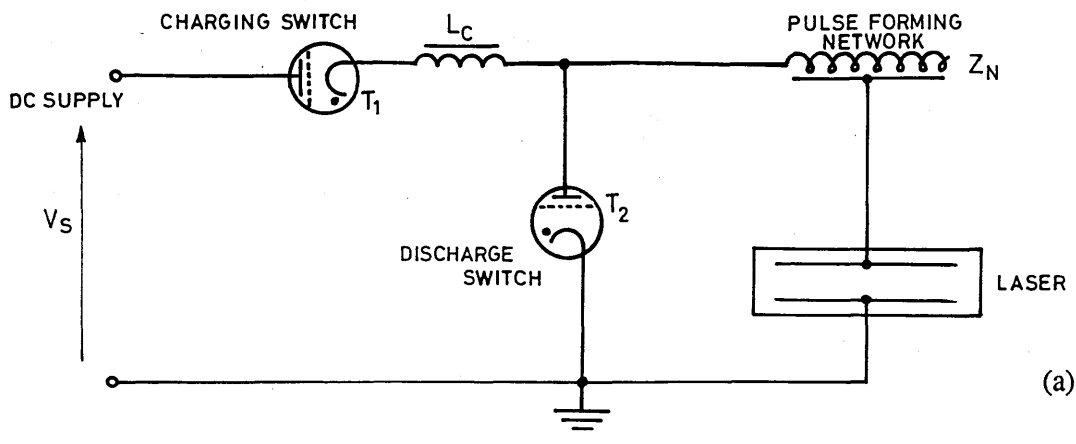 CHARGING SWITCH
L_C
PULSE FORMING
NETWORK
Z_N
DC SUPPLY
T_1
V_S
T_2
DISCHARGE
SWITCH
LASER
(a)